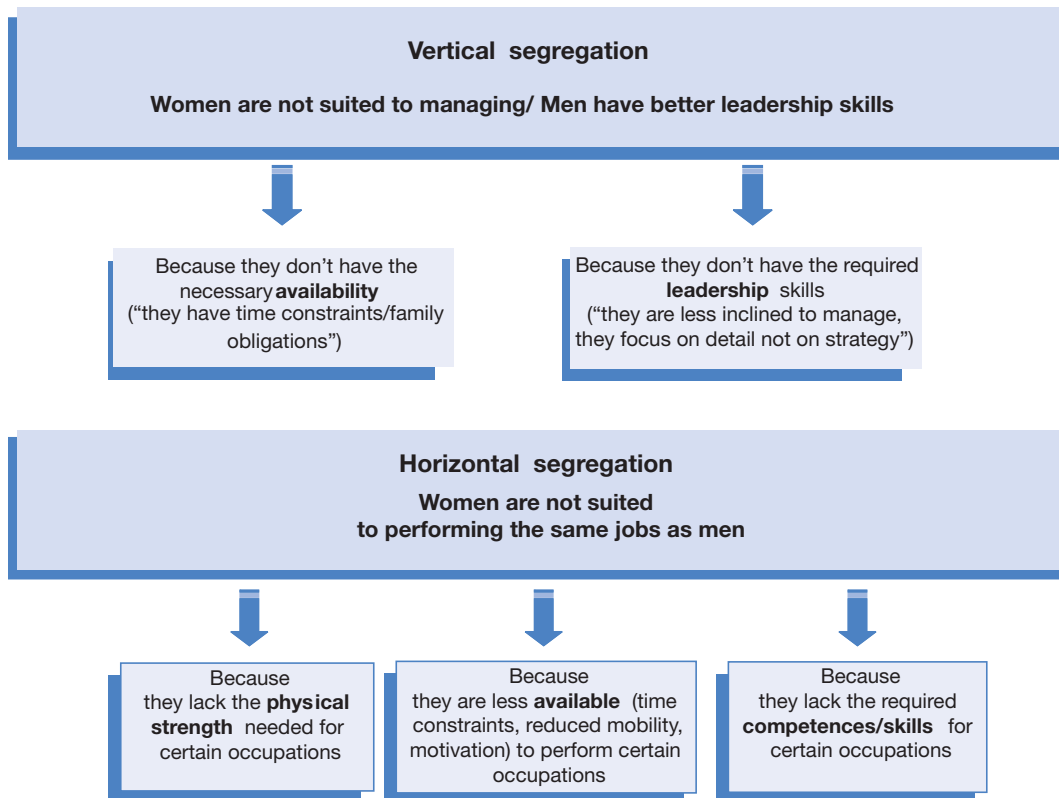 Vertical segregation
Women are not suited to managing/ Men have better leadership skills
Because they don’t have the
necessary availability
(“they have time constraints/family
obligations”)
Because they don’t have the required
leadership skills
(“they are less inclined to manage,
they focus on detail not on strategy”)
Horizontal segregation
Women are not suited
to performing the same jobs as men
Because
they lack the physical
strength needed for
certain occupations
Because
they are less available (time
constraints, reduced mobility,
motivation) to perform certain
occupations
Because
they lack the required
competences/skills for
certain occupations